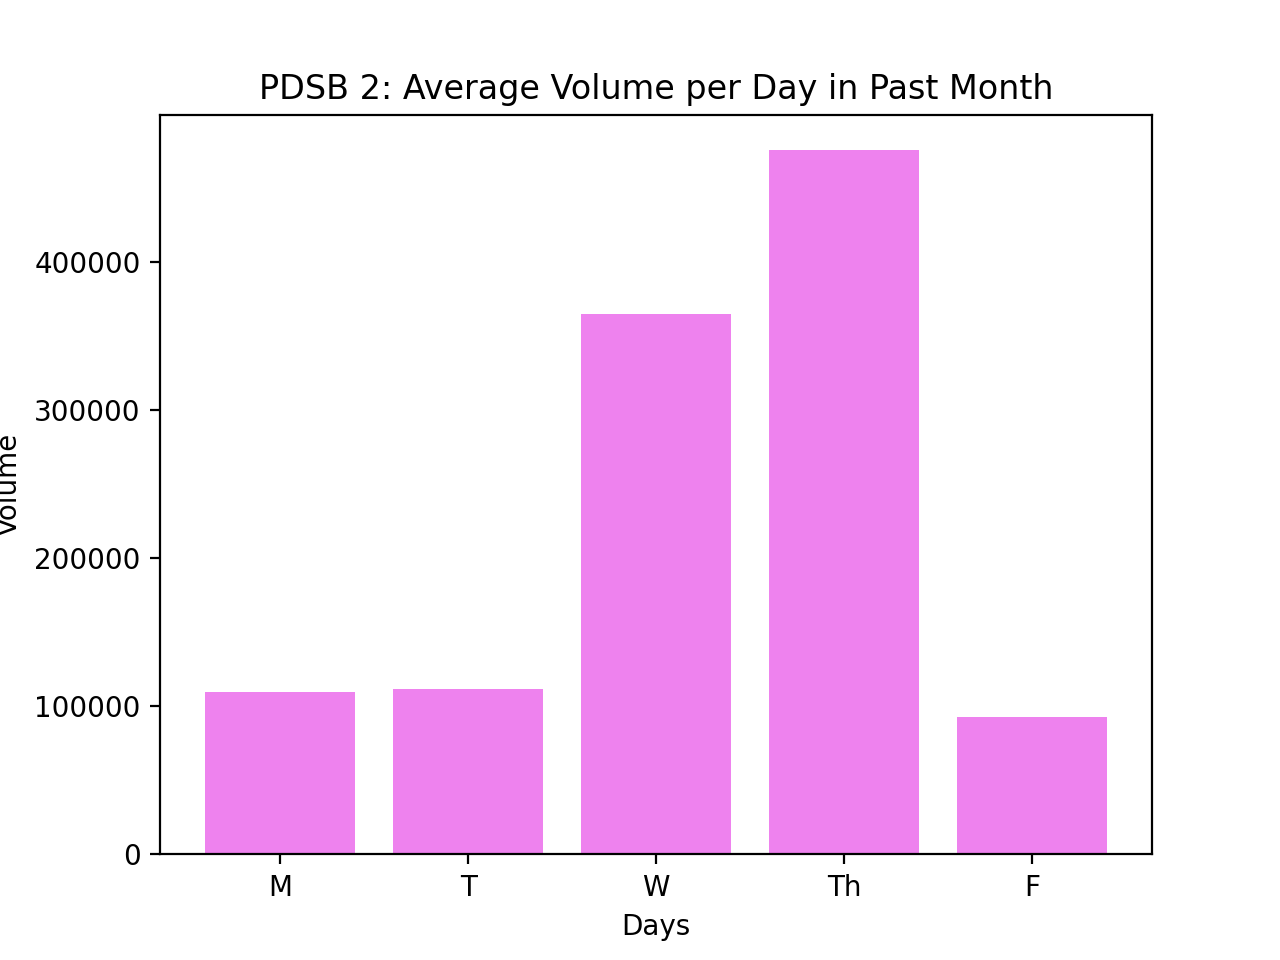 PDSB 2: Average Volume per Day in Past Month
400000
300000
200000
100000
0
Volume
M T W Th F
Days